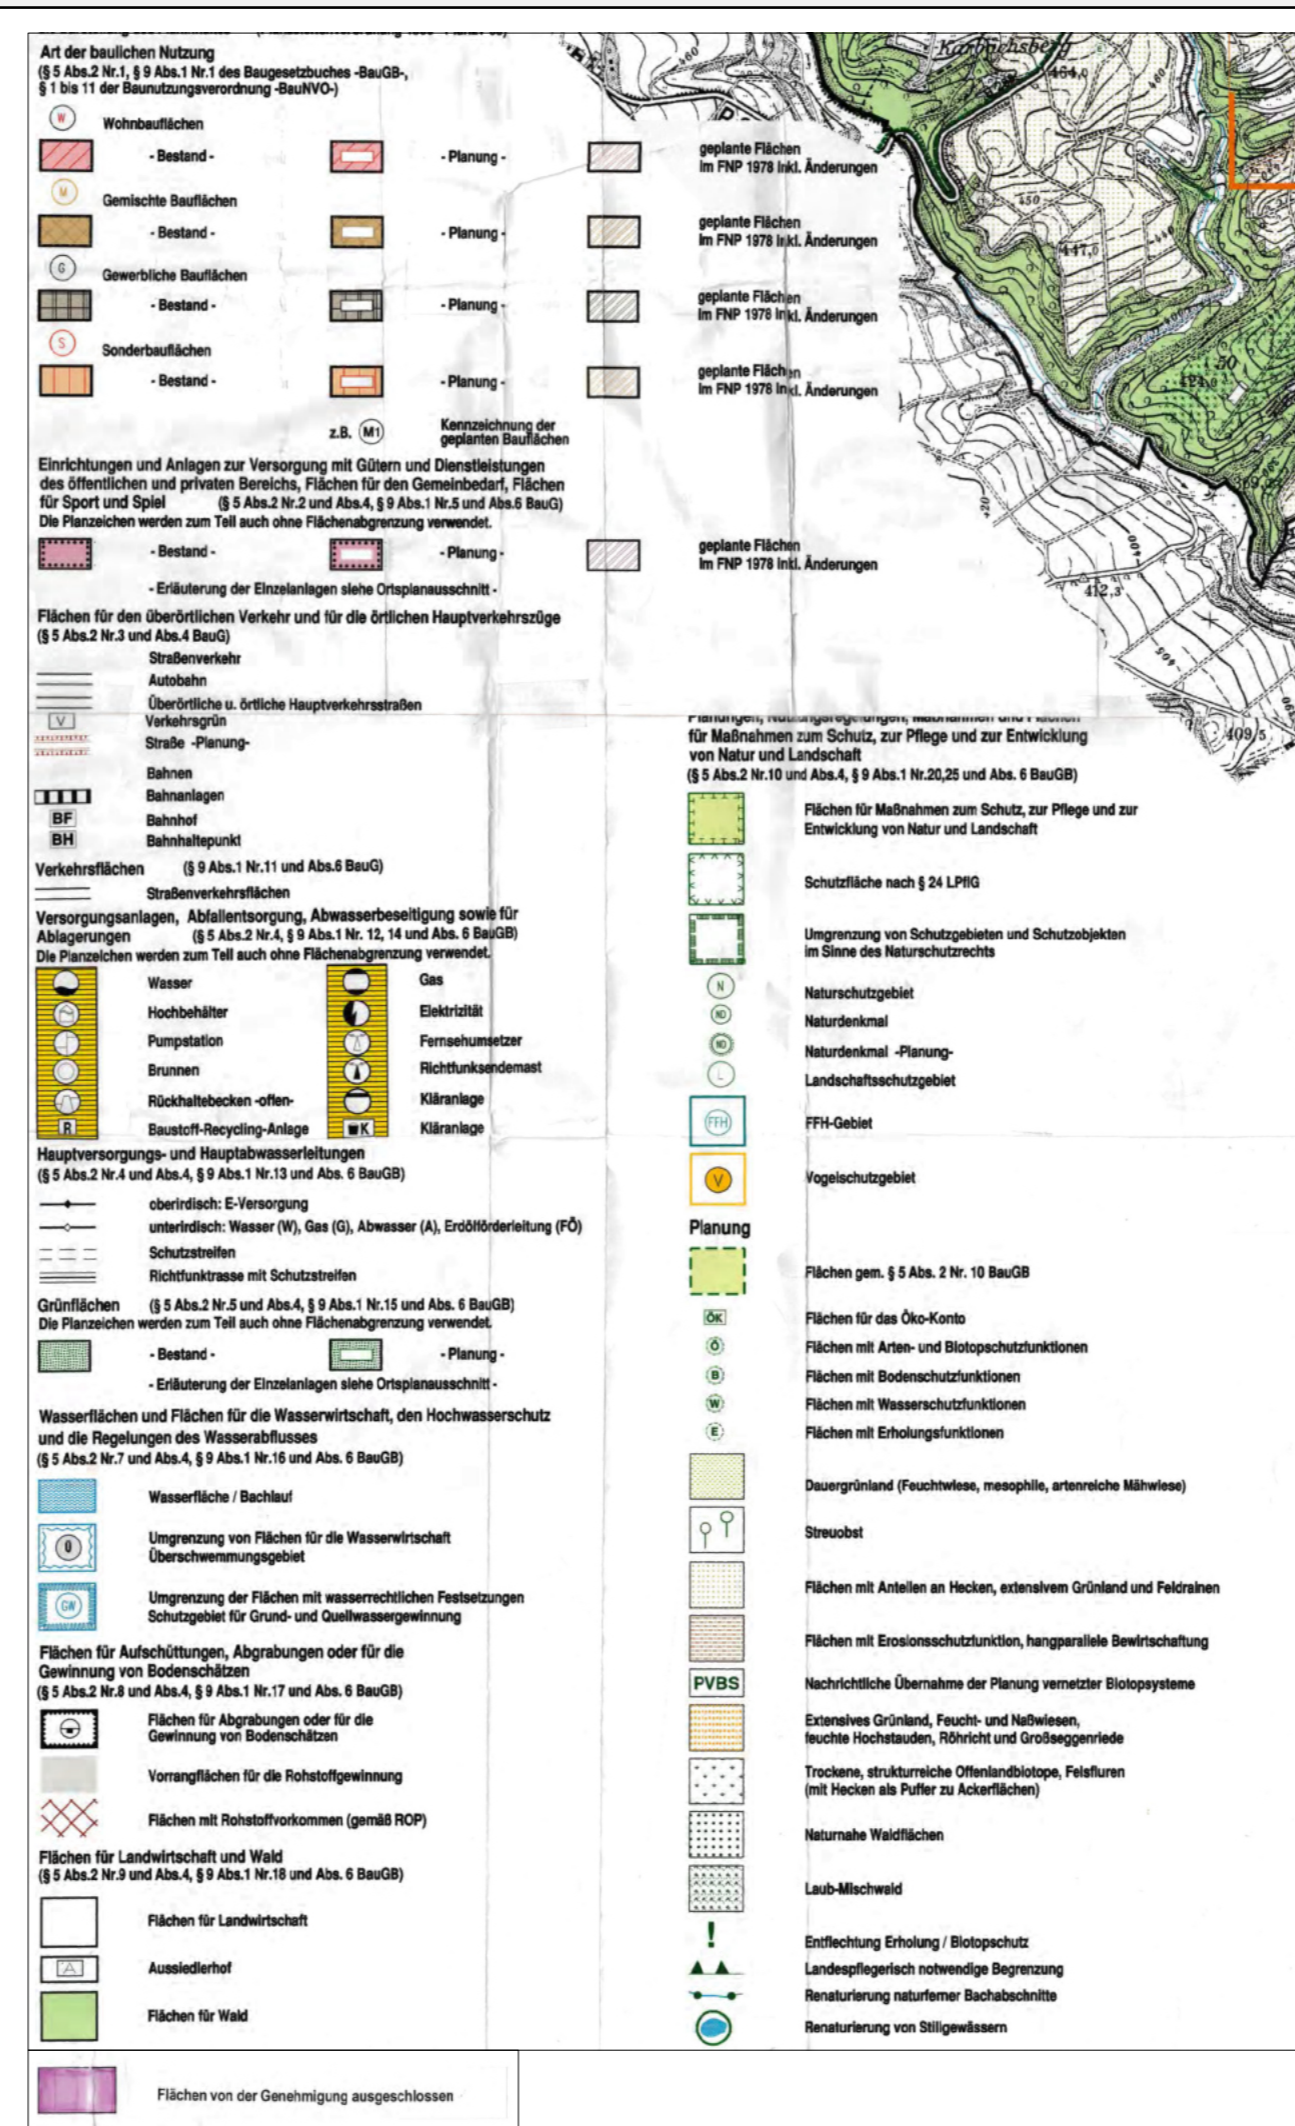 Art der baulichen Nutzung
(§ 5 Abs.2 Nr.1, § 9 Abs.1 Nr.1 des Baugesetzbuches -BauGB-,
§ 1 bis 11 der Baunutzungsverordnung -BauNVO-)
W Wohnbauflächen
- Bestand - - Planung - geplante Flächen
im FNP 1978 inkl. Änderungen
M Gemischte Bauflächen
- Bestand - - Planung - geplante Flächen
im FNP 1978 inkl. Änderungen
G Gewerbliche Bauflächen
- Bestand - - Planung - geplante Flächen
im FNP 1978 inkl. Änderungen
S Sonderbauflächen
- Bestand - - Planung - geplante Flächen
im FNP 1978 inkl. Änderungen
z.B. M1 Kennzeichnung der
geplanten Bauflächen
Einrichtungen und Anlagen zur Versorgung mit Gütern und Dienstleistungen
des öffentlichen und privaten Bereichs, Flächen für den Gemeinbedarf, Flächen
für Sport und Spiel (§ 5 Abs.2 Nr.2 und Abs.4, § 9 Abs.1 Nr.5 und Abs.6 BauG)
Die Planzeichen werden zum Teil auch ohne Flächenabgrenzung verwendet.
- Bestand - - Planung - geplante Flächen
im FNP 1978 inkl. Änderungen
- Erläuterung der Einzelanlagen siehe Ortsplanausschnitt -
Flächen für den überörtlichen Verkehr und für die örtlichen Hauptverkehrszüge
(§ 5 Abs.2 Nr.3 und Abs.4 BauG)
Straßenverkehr
Autobahn
Überörtliche u. örtliche Hauptverkehrsstraßen
V Verkehrsgrün
Straße -Planung-
Bahnen
Bahnanlagen
BF Bahnhof
BH Bahnhaltepunkt
Verkehrsflächen (§ 9 Abs.1 Nr.11 und Abs.6 BauG)
Straßenverkehrsflächen
Versorgungsanlagen, Abfallentsorgung, Abwasserbeseitigung sowie für
Ablagerungen (§ 5 Abs.2 Nr.4, § 9 Abs.1 Nr. 12, 14 und Abs. 6 BauGB)
Die Planzeichen werden zum Teil auch ohne Flächenabgrenzung verwendet.
Wasser Gas
Hochbehälter Elektrizität
Pumpstation Fernsehumsetzer
Brunnen Richtfunksendemast
Rückhaltebecken -offen- Kläranlage
R Baustoff-Recycling-Anlage K Kläranlage
Hauptversorgungs- und Hauptabwasserleitungen
(§ 5 Abs.2 Nr.4 und Abs.4, § 9 Abs.1 Nr.13 und Abs. 6 BauGB)
oberirdisch: E-Versorgung
unterirdisch: Wasser (W), Gas (G), Abwasser (A), Erdölförderleitung (FÖ)
Schutzstreifen
Richtfunktrasse mit Schutzstreifen
Grünflächen (§ 5 Abs.2 Nr.5 und Abs.4, § 9 Abs.1 Nr.15 und Abs. 6 BauGB)
Die Planzeichen werden zum Teil auch ohne Flächenabgrenzung verwendet.
- Bestand - - Planung -
- Erläuterung der Einzelanlagen siehe Ortsplanausschnitt -
Wasserflächen und Flächen für die Wasserwirtschaft, den Hochwasserschutz
und die Regelungen des Wasserabflusses
(§ 5 Abs.2 Nr.7 und Abs.4, § 9 Abs.1 Nr.16 und Abs. 6 BauGB)
Wasserfläche / Bachlauf
Umgrenzung von Flächen für die Wasserwirtschaft
Überschwemmungsgebiet
GW Umgrenzung der Flächen mit wasserrechtlichen Festsetzungen
Schutzgebiet für Grund- und Quellwassergewinnung
Flächen für Aufschüttungen, Abgrabungen oder für die
Gewinnung von Bodenschätzen
(§ 5 Abs.2 Nr.8 und Abs.4, § 9 Abs.1 Nr.17 und Abs. 6 BauGB)
Flächen für Abgrabungen oder für die
Gewinnung von Bodenschätzen
Vorrangflächen für die Rohstoffgewinnung
Flächen mit Rohstoffvorkommen (gemäß ROP)
Flächen für Landwirtschaft und Wald
(§ 5 Abs.2 Nr.9 und Abs.4, § 9 Abs.1 Nr.18 und Abs. 6 BauGB)
Flächen für Landwirtschaft
A Aussiedlerhof
Flächen für Wald
Flächen von der Genehmigung ausgeschlossen
Planungen, Nutzungsregelungen, Maßnahmen und Flächen
für Maßnahmen zum Schutz, zur Pflege und zur Entwicklung
von Natur und Landschaft
(§ 5 Abs.2 Nr.10 und Abs.4, § 9 Abs.1 Nr.20,25 und Abs. 6 BauGB)
Flächen für Maßnahmen zum Schutz, zur Pflege und zur
Entwicklung von Natur und Landschaft
Schutzfläche nach § 24 LPflG
Umgrenzung von Schutzgebieten und Schutzobjekten
im Sinne des Naturschutzrechts
N Naturschutzgebiet
ND Naturdenkmal
ND Naturdenkmal -Planung-
L Landschaftsschutzgebiet
FFH FFH-Gebiet
V Vogelschutzgebiet
Planung
Flächen gem. § 5 Abs. 2 Nr. 10 BauGB
ÖK Flächen für das Öko-Konto
Ö Flächen mit Arten- und Biotopschutzfunktionen
B Flächen mit Bodenschutzfunktionen
W Flächen mit Wasserschutzfunktionen
E Flächen mit Erholungsfunktionen
Dauergrünland (Feuchtwiese, mesophile, artenreiche Mähwiese)
Streuobst
Flächen mit Anteilen an Hecken, extensivem Grünland und Feldrainen
Flächen mit Erosionsschutzfunktion, hangparallele Bewirtschaftung
PVBS Nachrichtliche Übernahme der Planung vernetzter Biotopsysteme
Extensives Grünland, Feucht- und Naßwiesen,
feuchte Hochstauden, Röhricht und Großseggenriede
Trockene, strukturreiche Offenlandbiotope, Felsfluren
(mit Hecken als Puffer zu Ackerflächen)
Naturnahe Waldflächen
Laub-Mischwald
! Entflechtung Erholung / Biotopschutz
Landespflegerisch notwendige Begrenzung
Renaturierung naturferner Bachabschnitte
Renaturierung von Stillgewässern
Karbachsberg
464,0
460
460
450
447,0
440
400
50
424,0
400
412,3
405
409,5